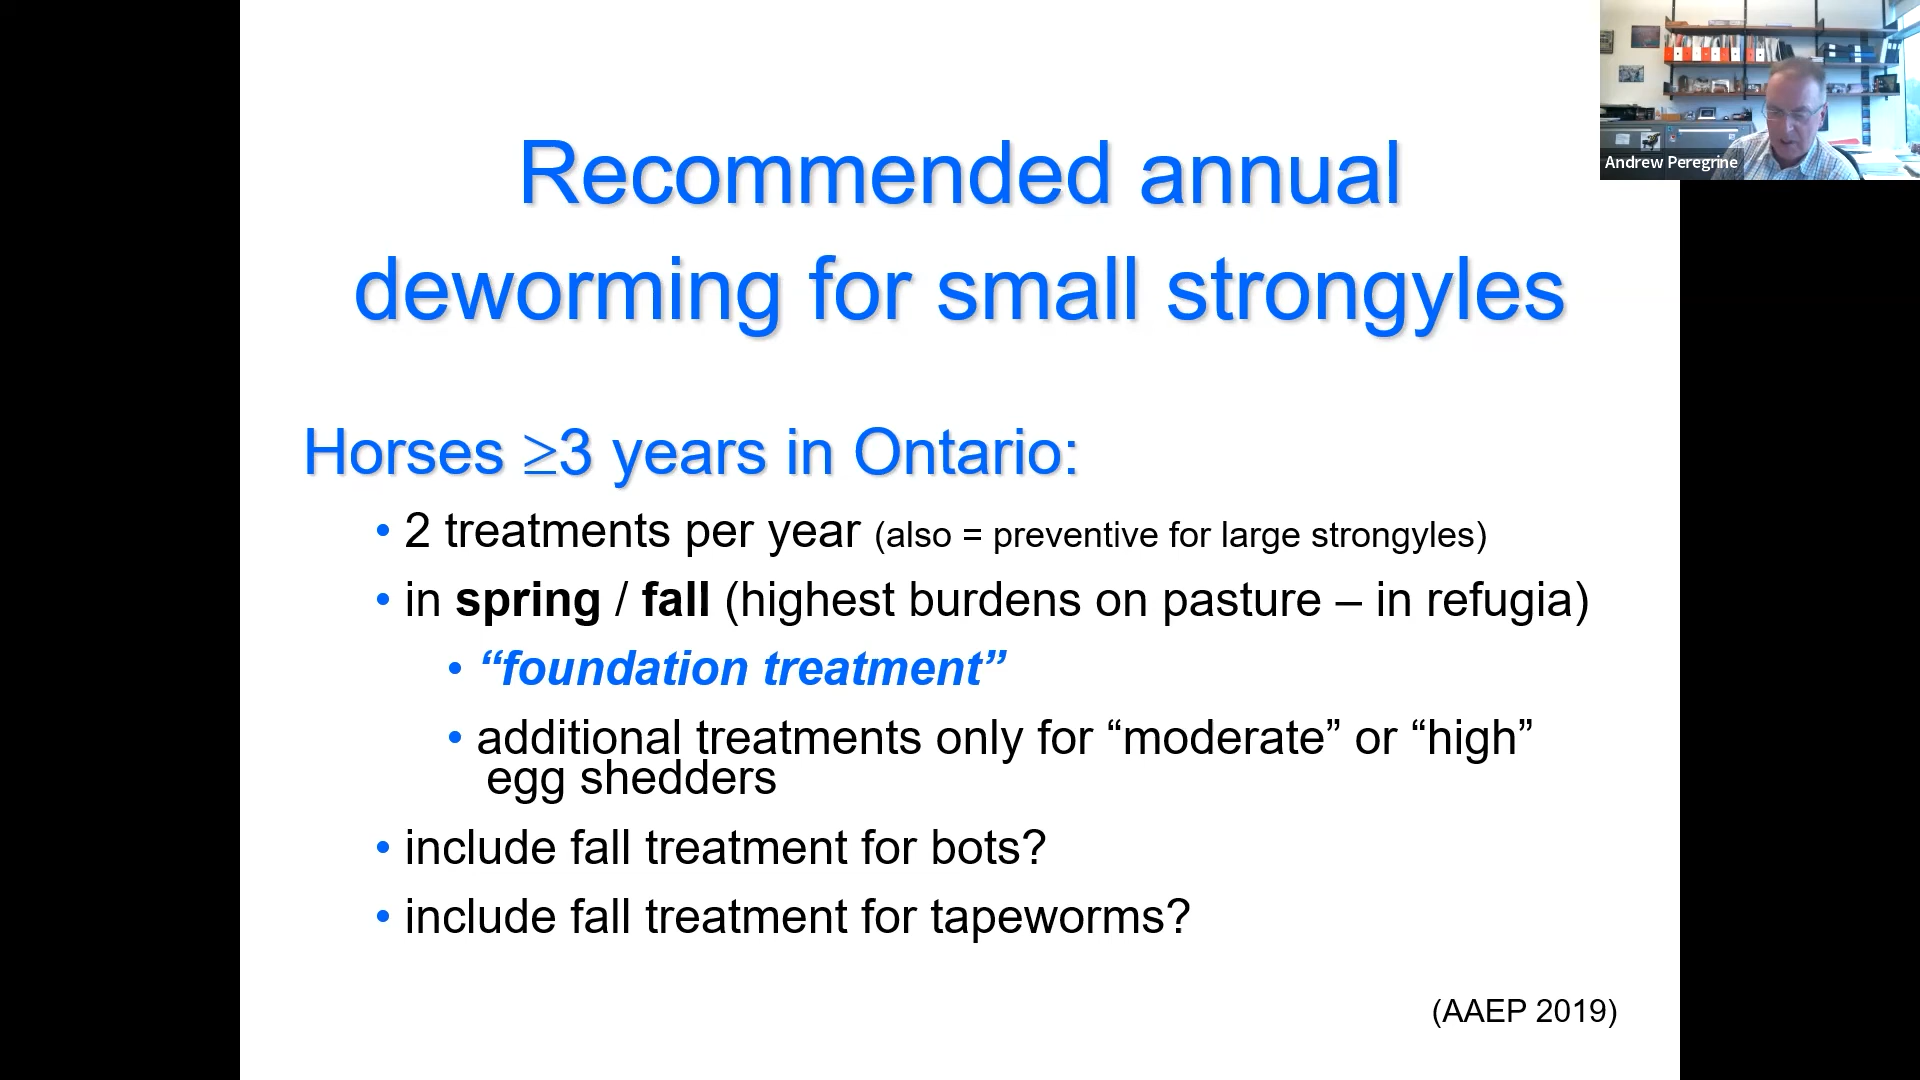 Recommended annual
deworming for small strongyles
Andrew Peregrine
Horses ≥3 years in Ontario:
• 2 treatments per year (also = preventive for large strongyles)
• in spring / fall (highest burdens on pasture – in refugia)
• “foundation treatment”
• additional treatments only for “moderate” or “high”
egg shedders
• include fall treatment for bots?
• include fall treatment for tapeworms?
(AAEP 2019)